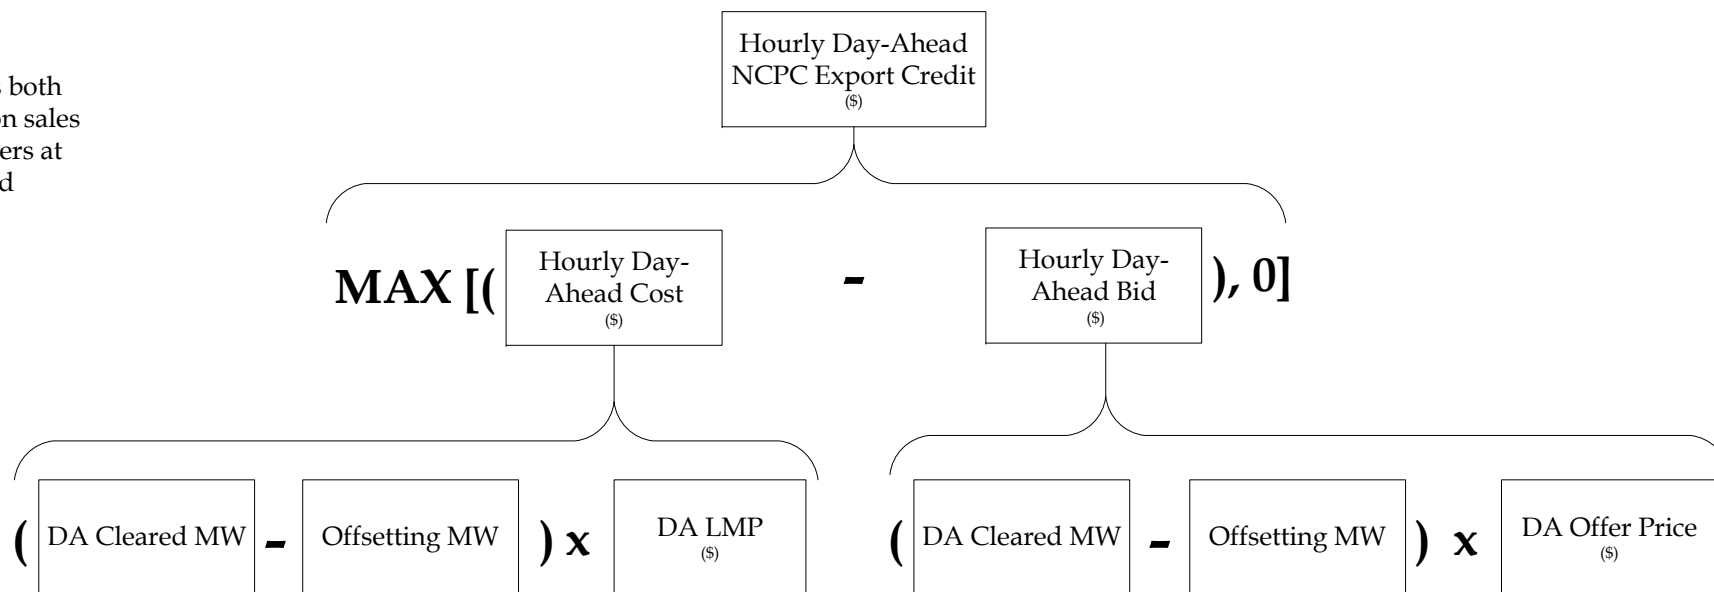 Hourly Day-Ahead
NCPC Export Credit
($)
s both
on sales
ers at
d
MAX [( Hourly Day-
Ahead Cost
($)
-
Hourly Day-
Ahead Bid
($)
), 0]
( DA Cleared MW - Offsetting MW ) x DA LMP
($)
( DA Cleared MW - Offsetting MW ) x DA Offer Price
($)